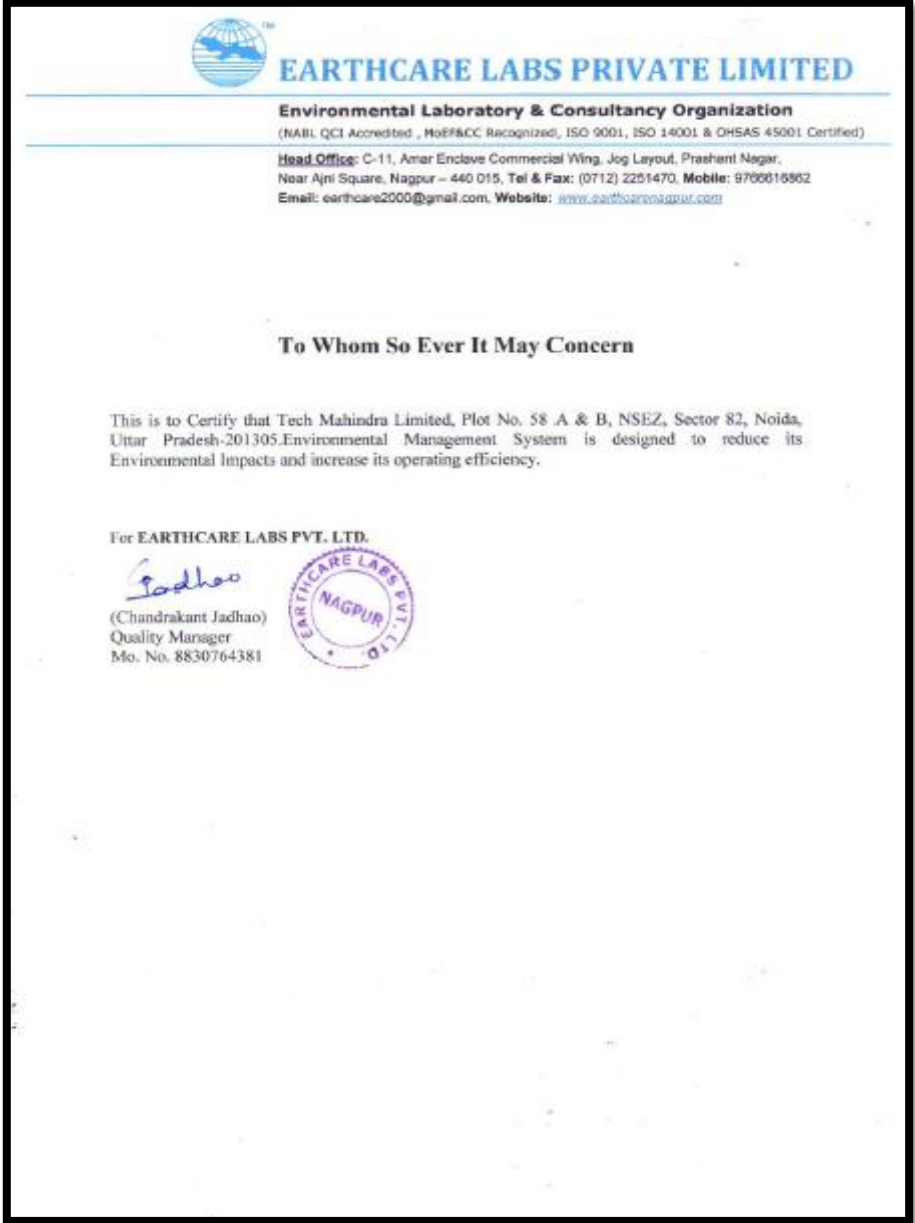 TM
EARTHCARE LABS PRIVATE LIMITED
Environmental Laboratory & Consultancy Organization
(NABL QCI Accredited , MoEF&CC Recognized, ISO 9001, ISO 14001 & OHSAS 45001 Certified)
Head Office: C-11, Amar Enclave Commercial Wing, Jog Layout, Prashant Nagar,
Near Ajni Square, Nagpur – 440 015, Tel & Fax: (0712) 2251470, Mobile: 9766616862
Email: earthcare2000@gmail.com, Website: www.earthcarenagpur.com
To Whom So Ever It May Concern
This is to Certify that Tech Mahindra Limited, Plot No. 58 A & B, NSEZ, Sector 82, Noida,
Uttar Pradesh-201305.Environmental Management System is designed to reduce its
Environmental Impacts and increase its operating efficiency.
For EARTHCARE LABS PVT. LTD.
Jadhao
EARTHCARE LABS PVT. LTD.
NAGPUR
(Chandrakant Jadhao)
Quality Manager
Mo. No. 8830764381